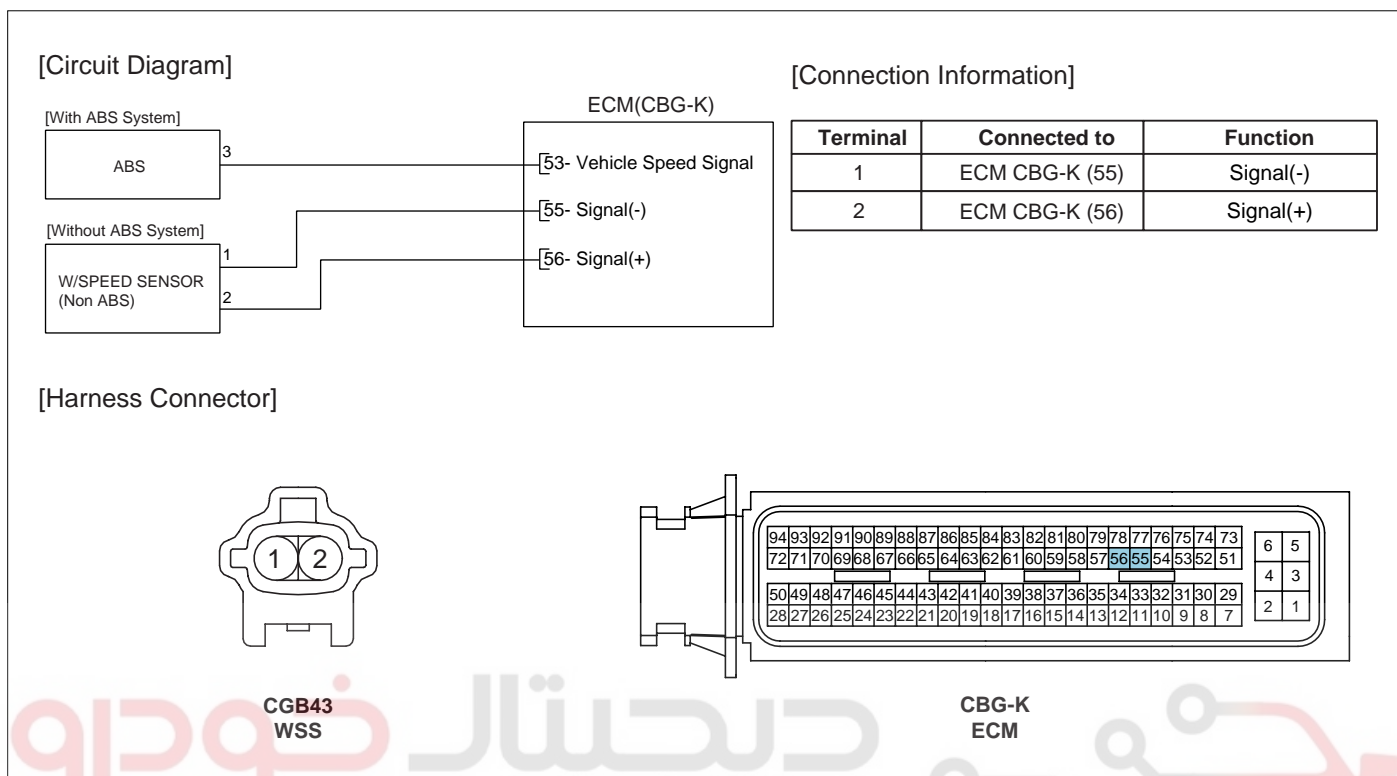 [Circuit Diagram]
[With ABS System]
ABS
3
[Without ABS System]
W/SPEED SENSOR
(Non ABS)
1
2
ECM(CBG-K)
53- Vehicle Speed Signal
55- Signal(-)
56- Signal(+)
[Connection Information]
Terminal Connected to Function
1 ECM CBG-K (55) Signal(-)
2 ECM CBG-K (56) Signal(+)
[Harness Connector]
1 2
CGB43
WSS
94 93 92 91 90 89 88 87 86 85 84 83 82 81 80 79 78 77 76 75 74 73
72 71 70 69 68 67 66 65 64 63 62 61 60 59 58 57 56 55 54 53 52 51
50 49 48 47 46 45 44 43 42 41 40 39 38 37 36 35 34 33 32 31 30 29
28 27 26 25 24 23 22 21 20 19 18 17 16 15 14 13 12 11 10 9 8 7
6 5
4 3
2 1
CBG-K
ECM
دیجیتال خودرو